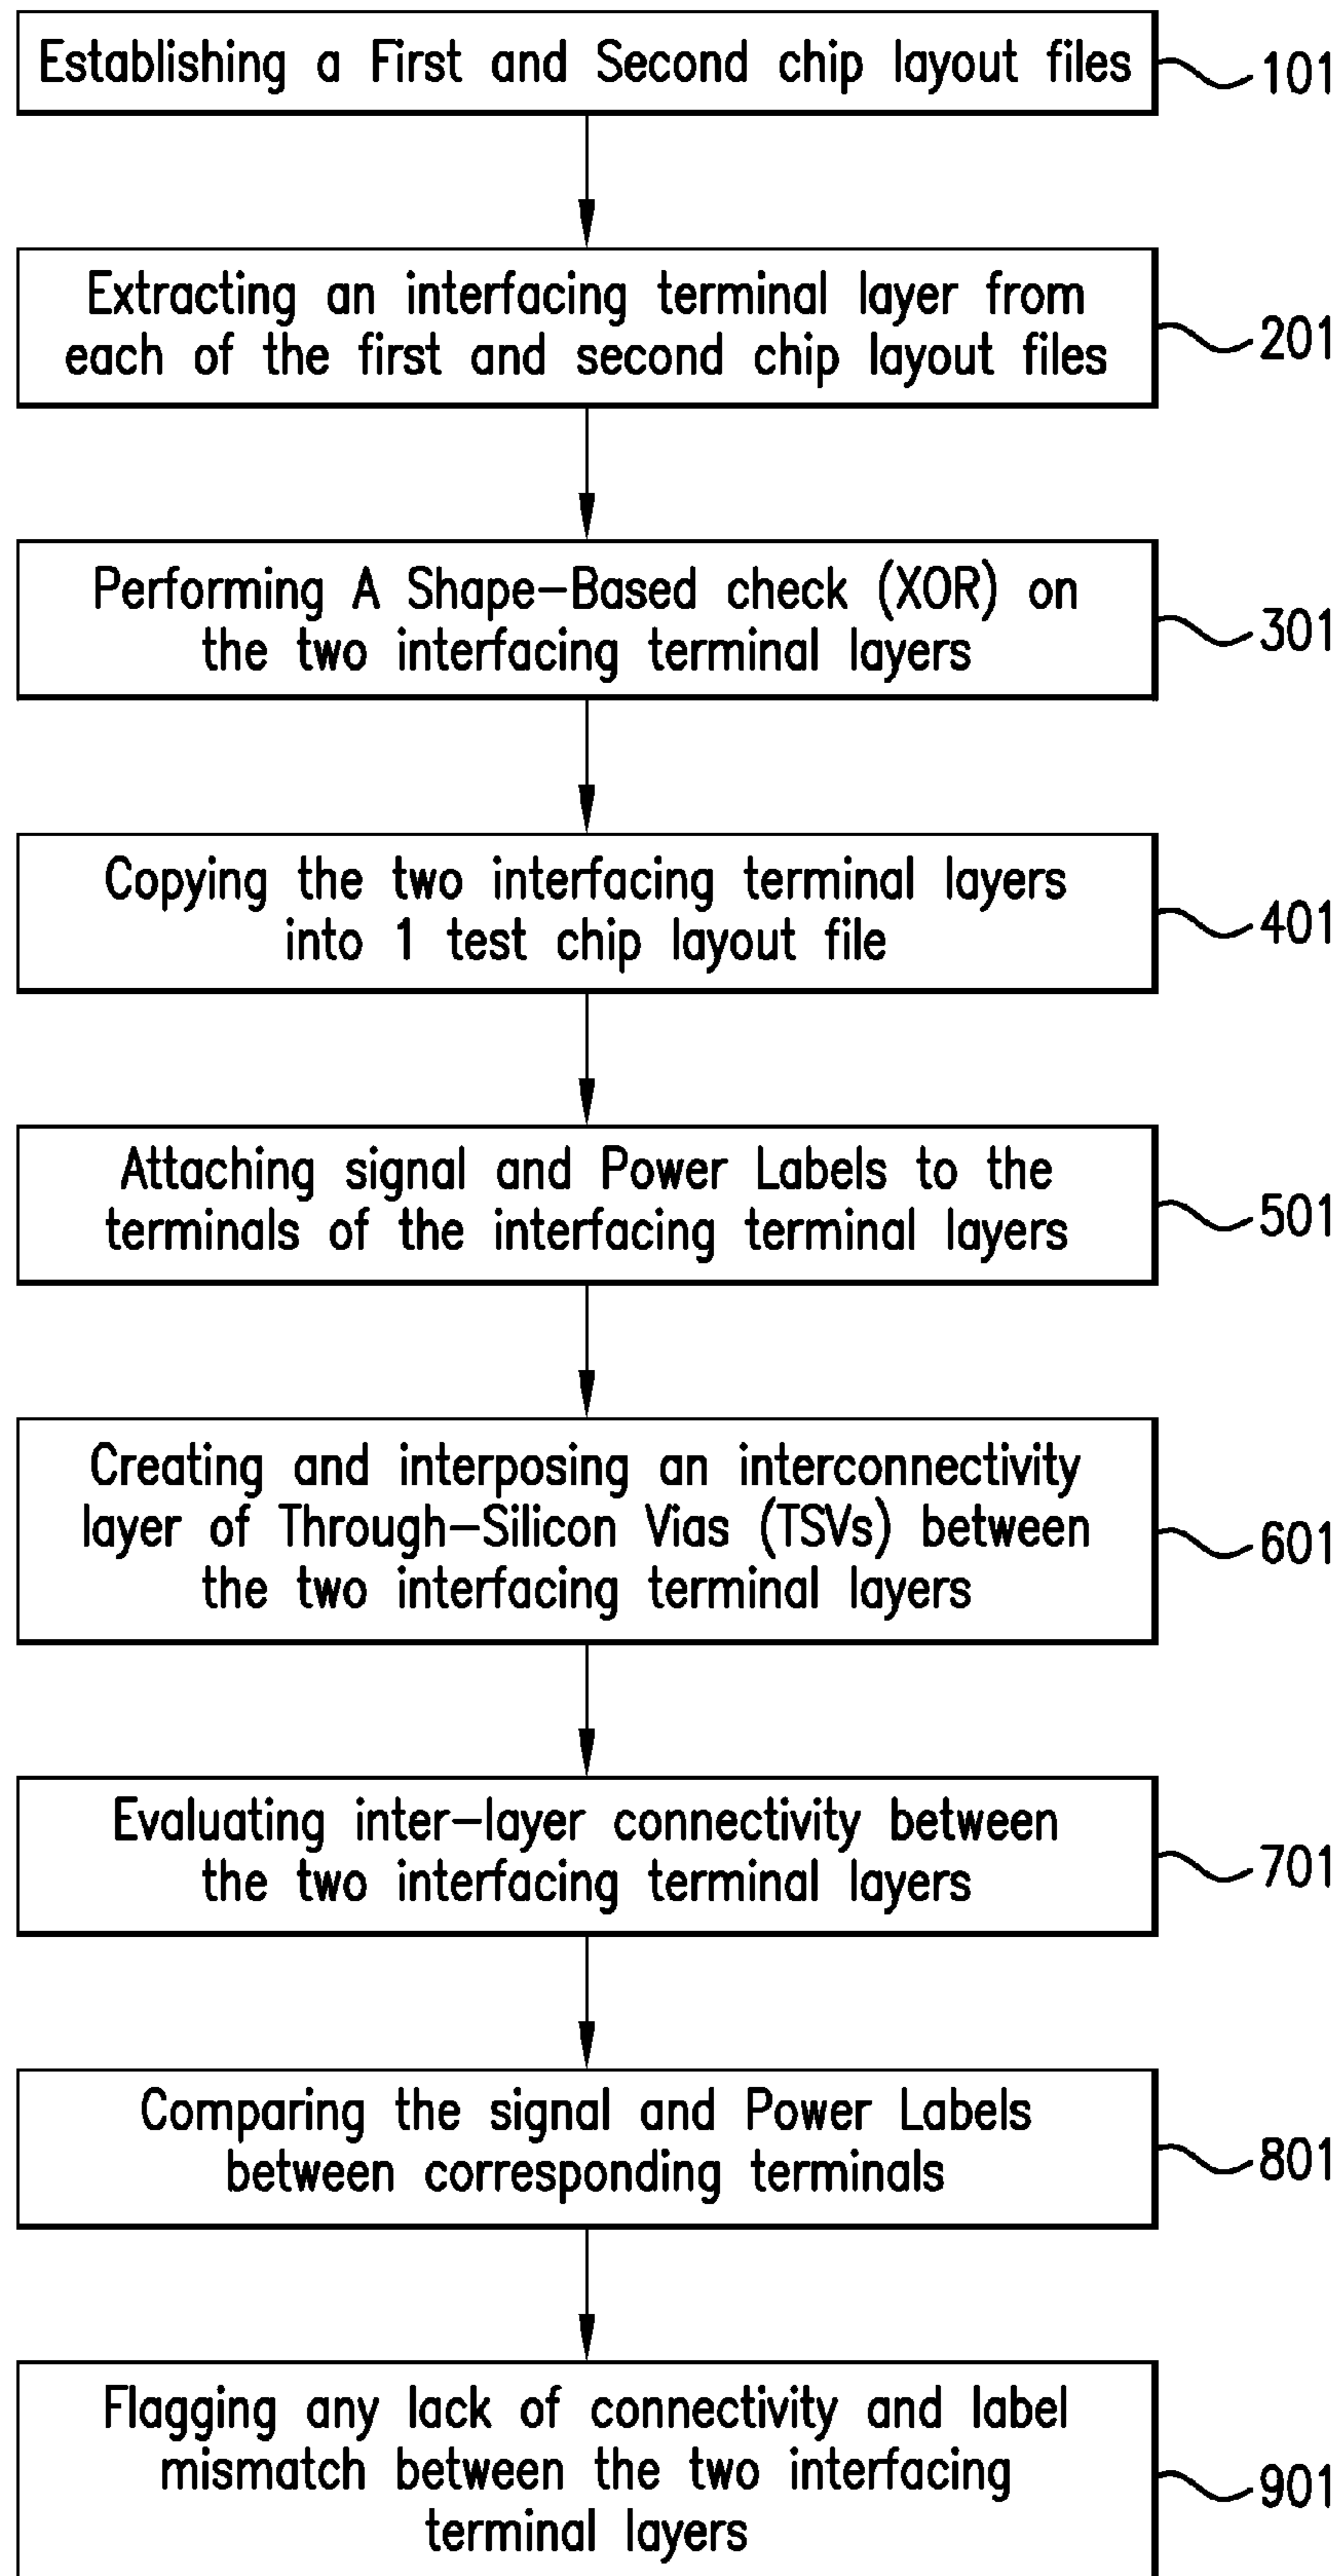 Establishing a First and Second chip layout files
101
Extracting an interfacing terminal layer from
each of the first and second chip layout files
201
Performing A Shape-Based check (XOR) on
the two interfacing terminal layers
301
Copying the two interfacing terminal layers
into 1 test chip layout file
401
Attaching signal and Power Labels to the
terminals of the interfacing terminal layers
501
Creating and interposing an interconnectivity
layer of Through-Silicon Vias (TSVs) between
the two interfacing terminal layers
601
Evaluating inter-layer connectivity between
the two interfacing terminal layers
701
Comparing the signal and Power Labels
between corresponding terminals
801
Flagging any lack of connectivity and label
mismatch between the two interfacing
terminal layers
901